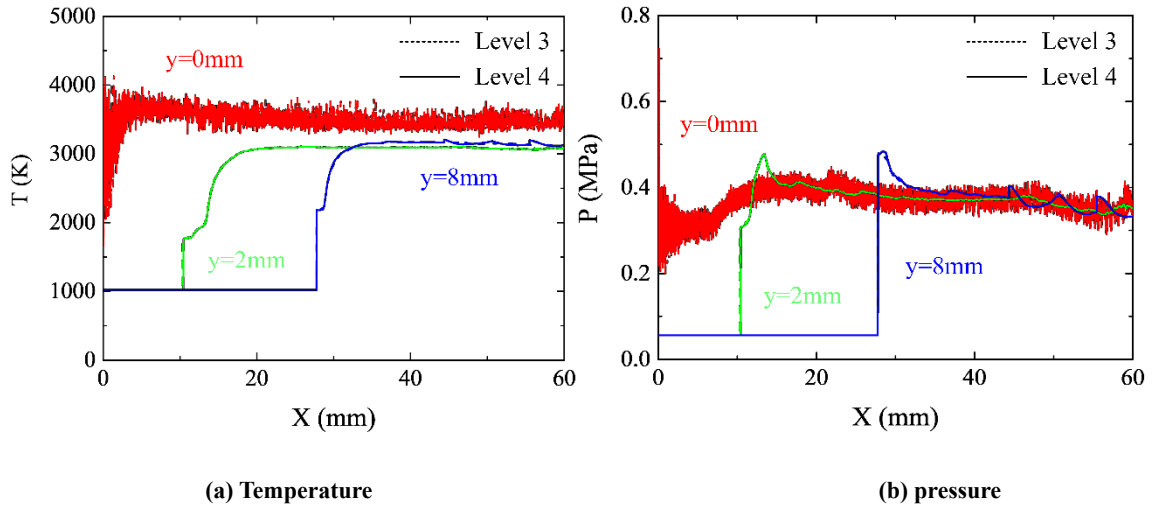 5000
4000
3000
2000
1000
0
T (K)
y=0mm
Level 3
Level 4
y=2mm
y=8mm
0
20
40
60
X (mm)
(a) Temperature
0.8
0.6
0.4
0.2
0.0
P (MPa)
Level 3
Level 4
y=0mm
y=2mm
y=8mm
0
20
40
60
X (mm)
(b) pressure